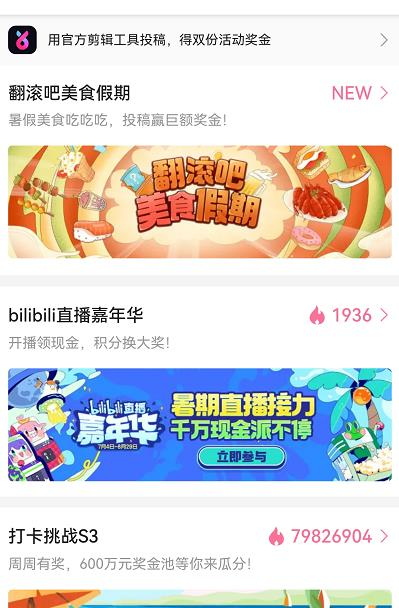 用官方剪辑工具投稿，得双份活动奖金
翻滚吧美食假期
NEW
暑假美食吃吃吃，投稿赢巨额奖金！
翻滚吧
美食假期
bilibili直播嘉年华
1936
开播领现金，积分换大奖！
bilibili直播
嘉年华
7月4日-8月29日
暑期直播接力
千万现金派不停
立即参与
打卡挑战S3
79826904
周周有奖，600万元奖金池等你来瓜分！